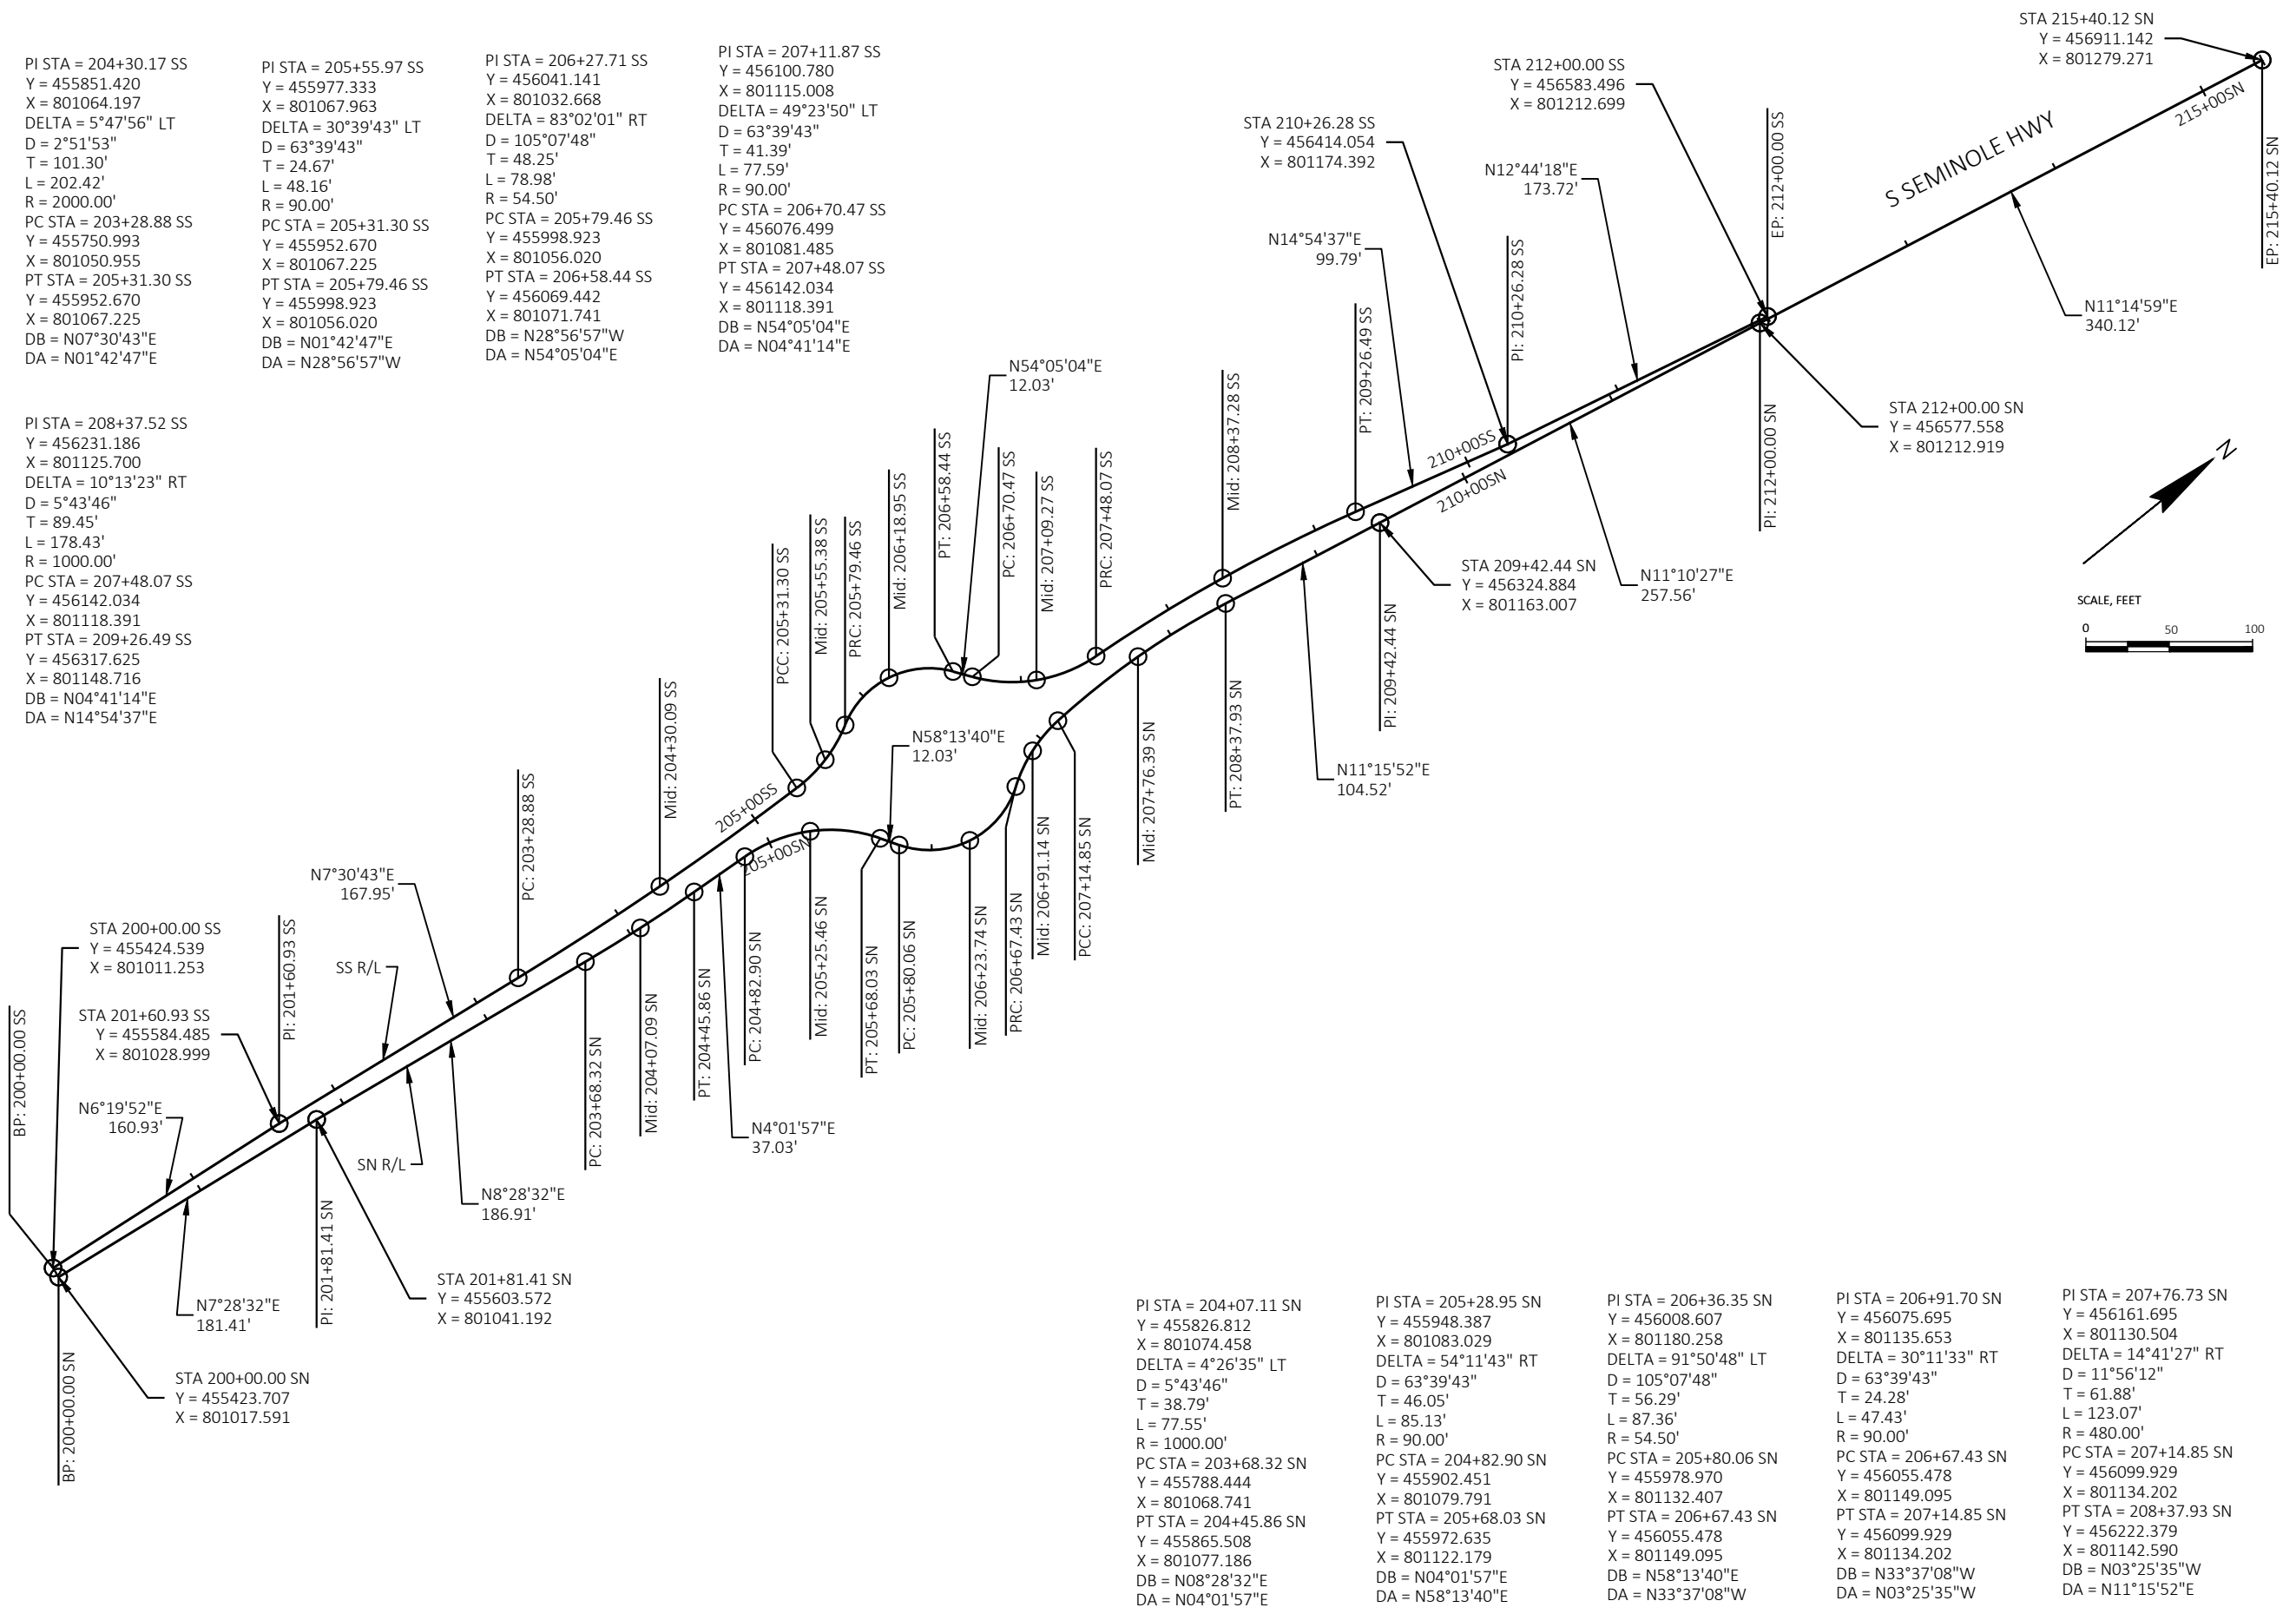 PI STA = 204+30.17 SS
Y = 455851.420
X = 801064.197
DELTA = 5°47'56" LT
D = 2°51'53"
T = 101.30'
L = 202.42'
R = 2000.00'
PC STA = 203+28.88 SS
Y = 455750.993
X = 801050.955
PT STA = 205+31.30 SS
Y = 455952.670
X = 801067.225
DB = N07°30'43"E
DA = N01°42'47"E
PI STA = 205+55.97 SS
Y = 455977.333
X = 801067.963
DELTA = 30°39'43" LT
D = 63°39'43"
T = 24.67'
L = 48.16'
R = 90.00'
PC STA = 205+31.30 SS
Y = 455952.670
X = 801067.225
PT STA = 205+79.46 SS
Y = 455998.923
X = 801056.020
DB = N01°42'47"E
DA = N28°56'57"W
PI STA = 206+27.71 SS
Y = 456041.141
X = 801032.668
DELTA = 83°02'01" RT
D = 105°07'48"
T = 48.25'
L = 78.98'
R = 54.50'
PC STA = 205+79.46 SS
Y = 455998.923
X = 801056.020
PT STA = 206+58.44 SS
Y = 456069.442
X = 801071.741
DB = N28°56'57"W
DA = N54°05'04"E
PI STA = 207+11.87 SS
Y = 456100.780
X = 801115.008
DELTA = 49°23'50" LT
D = 63°39'43"
T = 41.39'
L = 77.59'
R = 90.00'
PC STA = 206+70.47 SS
Y = 456076.499
X = 801081.485
PT STA = 207+48.07 SS
Y = 456142.034
X = 801118.391
DB = N54°05'04"E
DA = N04°41'14"E
PI STA = 208+37.52 SS
Y = 456231.186
X = 801125.700
DELTA = 10°13'23" RT
D = 5°43'46"
T = 89.45'
L = 178.43'
R = 1000.00'
PC STA = 207+48.07 SS
Y = 456142.034
X = 801118.391
PT STA = 209+26.49 SS
Y = 456317.625
X = 801148.716
DB = N04°41'14"E
DA = N14°54'37"E
STA 215+40.12 SN
Y = 456911.142
X = 801279.271
215+00SN
EP: 215+40.12 SN
S SEMINOLE HWY
STA 212+00.00 SS
Y = 456583.496
X = 801212.699
EP: 212+00.00 SS
STA 210+26.28 SS
Y = 456414.054
X = 801174.392
N12°44'18"E
173.72'
N14°54'37"E
99.79'
PI: 210+26.28 SS
N11°14'59"E
340.12'
PT: 209+26.49 SS
STA 212+00.00 SN
Y = 456577.558
X = 801212.919
PI: 212+00.00 SN
N54°05'04"E
12.03'
Mid: 208+37.28 SS
210+00SS
210+00SN
N
SCALE, FEET
0
50
100
N11°10'27"E
257.56'
STA 209+42.44 SN
Y = 456324.884
X = 801163.007
PI: 209+42.44 SN
PRC: 207+48.07 SS
Mid: 207+09.27 SS
PC: 206+70.47 SS
PT: 206+58.44 SS
Mid: 206+18.95 SS
PRC: 205+79.46 SS
Mid: 205+55.38 SS
PCC: 205+31.30 SS
N58°13'40"E
12.03'
PT: 208+37.93 SN
N11°15'52"E
104.52'
Mid: 207+76.39 SN
PCC: 207+14.85 SN
Mid: 206+91.14 SN
PRC: 206+67.43 SN
Mid: 206+23.74 SN
PC: 205+80.06 SN
PT: 205+68.03 SN
Mid: 205+25.46 SN
PC: 204+82.90 SN
205+00SS
205+00SN
Mid: 204+30.09 SS
PC: 203+28.88 SS
N7°30'43"E
167.95'
PT: 204+45.86 SN
Mid: 204+07.09 SN
PC: 203+68.32 SN
N4°01'57"E
37.03'
STA 200+00.00 SS
Y = 455424.539
X = 801011.253
SS R/L
PI: 201+60.93 SS
STA 201+60.93 SS
Y = 455584.485
X = 801028.999
BP: 200+00.00 SS
N6°19'52"E
160.93'
SN R/L
N8°28'32"E
186.91'
PI: 201+81.41 SN
STA 201+81.41 SN
Y = 455603.572
X = 801041.192
N7°28'32"E
181.41'
STA 200+00.00 SN
Y = 455423.707
X = 801017.591
BP: 200+00.00 SN
PI STA = 204+07.11 SN
Y = 455826.812
X = 801074.458
DELTA = 4°26'35" LT
D = 5°43'46"
T = 38.79'
L = 77.55'
R = 1000.00'
PC STA = 203+68.32 SN
Y = 455788.444
X = 801068.741
PT STA = 204+45.86 SN
Y = 455865.508
X = 801077.186
DB = N08°28'32"E
DA = N04°01'57"E
PI STA = 205+28.95 SN
Y = 455948.387
X = 801083.029
DELTA = 54°11'43" RT
D = 63°39'43"
T = 46.05'
L = 85.13'
R = 90.00'
PC STA = 204+82.90 SN
Y = 455902.451
X = 801079.791
PT STA = 205+68.03 SN
Y = 455972.635
X = 801122.179
DB = N04°01'57"E
DA = N58°13'40"E
PI STA = 206+36.35 SN
Y = 456008.607
X = 801180.258
DELTA = 91°50'48" LT
D = 105°07'48"
T = 56.29'
L = 87.36'
R = 54.50'
PC STA = 205+80.06 SN
Y = 455978.970
X = 801132.407
PT STA = 206+67.43 SN
Y = 456055.478
X = 801149.095
DB = N58°13'40"E
DA = N33°37'08"W
PI STA = 206+91.70 SN
Y = 456075.695
X = 801135.653
DELTA = 30°11'33" RT
D = 63°39'43"
T = 24.28'
L = 47.43'
R = 90.00'
PC STA = 206+67.43 SN
Y = 456055.478
X = 801149.095
PT STA = 207+14.85 SN
Y = 456099.929
X = 801134.202
DB = N33°37'08"W
DA = N03°25'35"W
PI STA = 207+76.73 SN
Y = 456161.695
X = 801130.504
DELTA = 14°41'27" RT
D = 11°56'12"
T = 61.88'
L = 123.07'
R = 480.00'
PC STA = 207+14.85 SN
Y = 456099.929
X = 801134.202
PT STA = 208+37.93 SN
Y = 456222.379
X = 801142.590
DB = N03°25'35"W
DA = N11°15'52"E